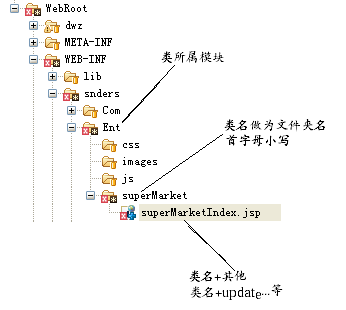 WebRoot
dwz
META-INF
WEB-INF
类所属模块
lib
snders
Com
Ent
类名做为文件夹名
首字母小写
css
images
js
superMarket
superMarketIndex.jsp
类名+其他
类名+update...等